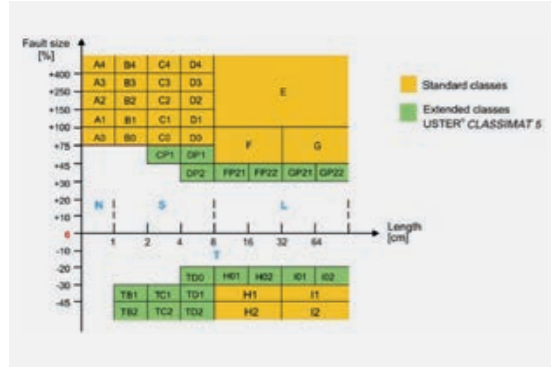 Fault size
[%]
A4 B4 C4 D4
+400
A3 B3 C3 D3
+250
E
A2 B2 C2 D2
+150
A1 B1 C1 D1
+100
A0 B0 C0 D0
F G
+75
CP1 DP1
+45
DP2 FP21 FP22 GP21 GP22
+30
+20
N S L
+10
Length
[cm]
1 2 4 8 16 32 64
-10
T
-20
TD0 H01 H02 I01 I02
-30
TB1 TC1 TD1 H1 I1
-45
TB2 TC2 TD2 H2 I2
Standard classes
Extended classes
USTER® CLASSIMAT 5